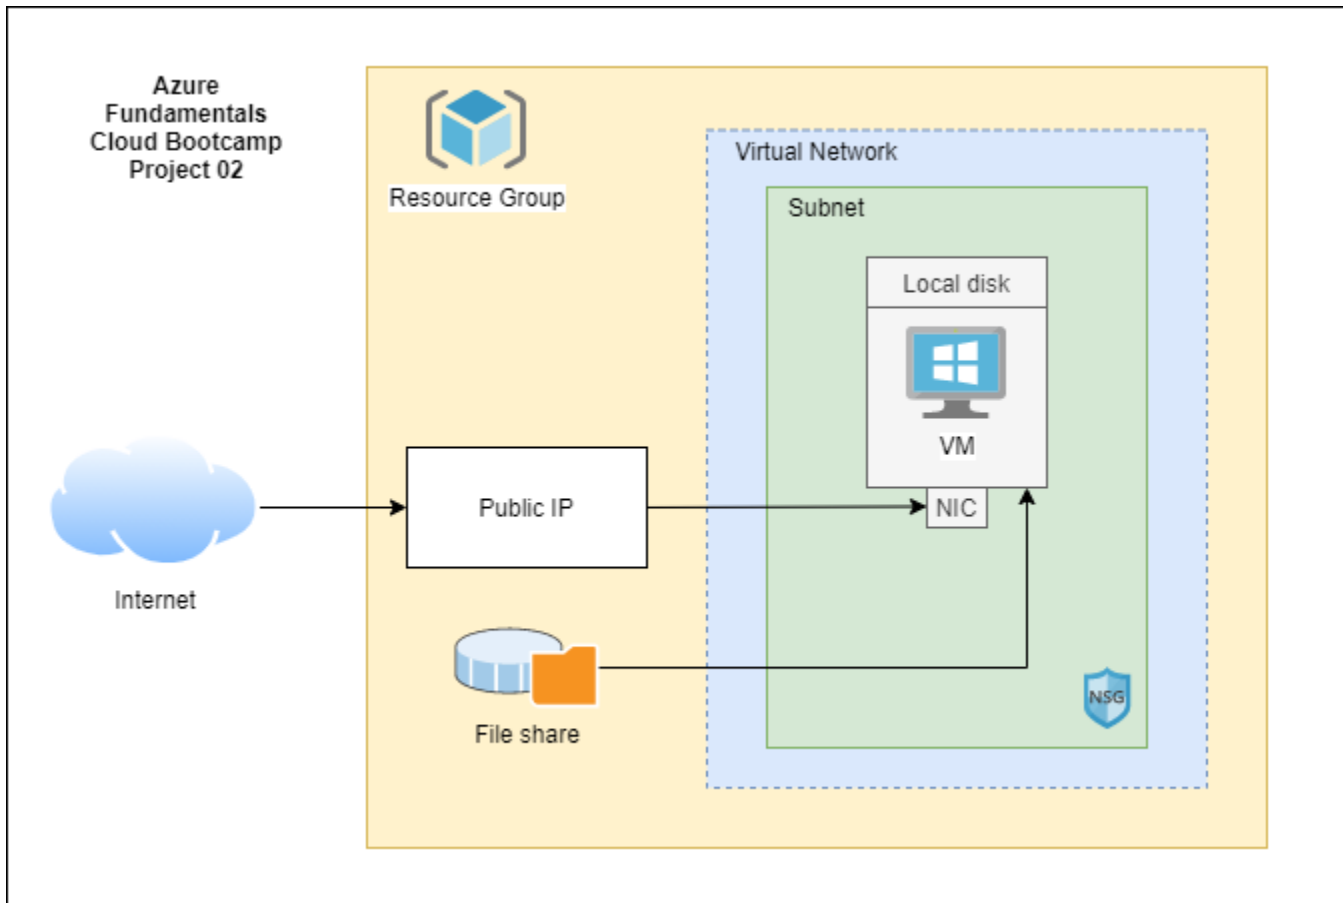 Azure
Fundamentals
Cloud Bootcamp
Project 02
Resource Group
Virtual Network
Subnet
Local disk
VM
NIC
Public IP
Internet
File share
NSG